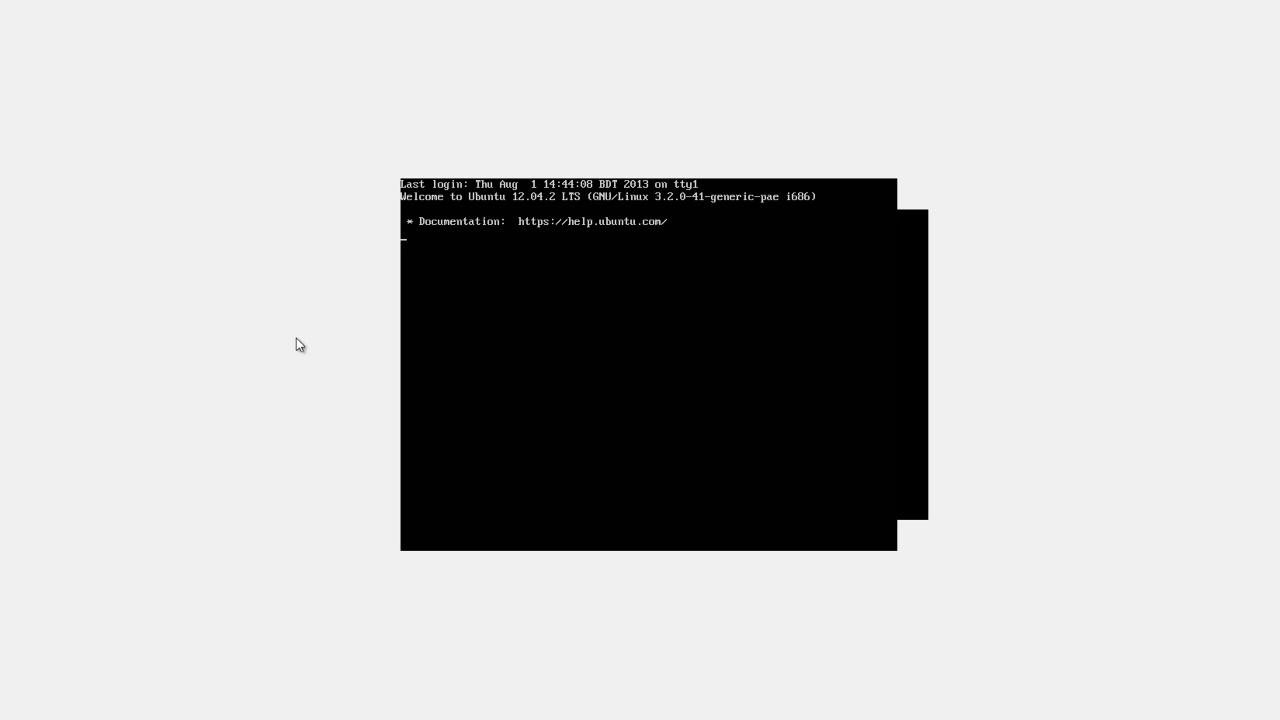 Last login: Thu Aug  1 14:44:08 BDT 2013 on tty1
Welcome to Ubuntu 12.04.2 LTS (GNU/Linux 3.2.0-41-generic-pae i686)
* Documentation:  https://help.ubuntu.com/